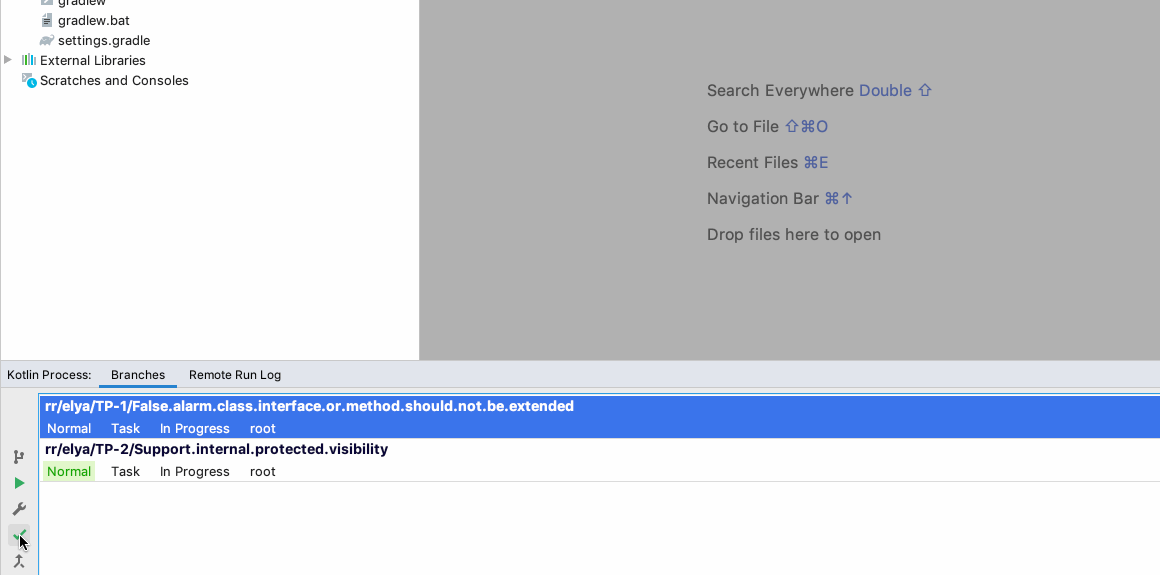 gradlew
gradlew.bat
settings.gradle
External Libraries
Scratches and Consoles
Search Everywhere Double ⇧
Go to File ⇧⌘O
Recent Files ⌘E
Navigation Bar ⌘↑
Drop files here to open
Kotlin Process: Branches Remote Run Log
rr/elya/TP-1/False.alarm.class.interface.or.method.should.not.be.extended
Normal Task In Progress root
rr/elya/TP-2/Support.internal.protected.visibility
Normal Task In Progress root